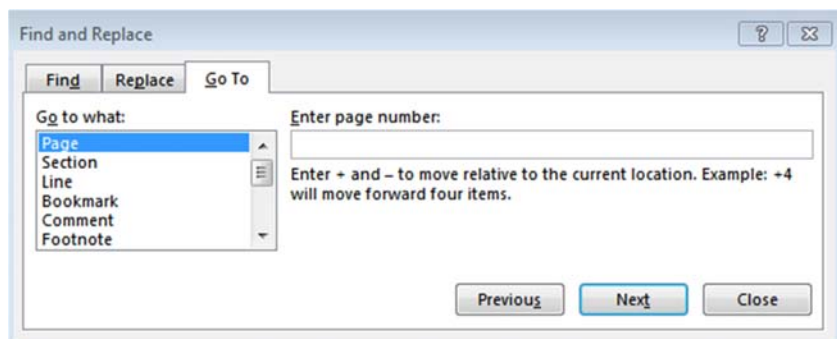 Find and Replace
Find
Replace
Go To
Go to what:
Page
Section
Line
Bookmark
Comment
Footnote
Enter page number:
Enter + and – to move relative to the current location. Example: +4
will move forward four items.
Previous
Next
Close